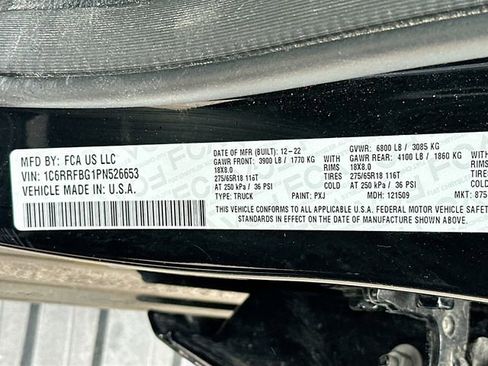 MFD BY: FCA US LLC
VIN: 1C6RRFBG1PN526653
VEHICLE MADE IN: U.S.A.
DATE OF MFR (BUILT): 12-22 GVWR: 6800 LB / 3085 KG
GAWR FRONT: 3900 LB / 1770 KG WITH GAWR REAR: 4100 LB / 1860 KG WITH
18X8.0 RIMS 18X8.0 RIMS
275/65R18 116T TIRES 275/65R18 116T TIRES
AT 250 kPa / 36 PSI COLD AT 250 kPa / 36 PSI COLD
TYPE: TRUCK PAINT: PXJ MDH: 121509 MKT: 875
THIS VEHICLE CONFORMS TO ALL APPLICABLE U.S.A. FEDERAL MOTOR VEHICLE SAFETY
STANDARDS IN EFFECT ON THE DATE OF MANUFACTURE SHOWN ABOVE.